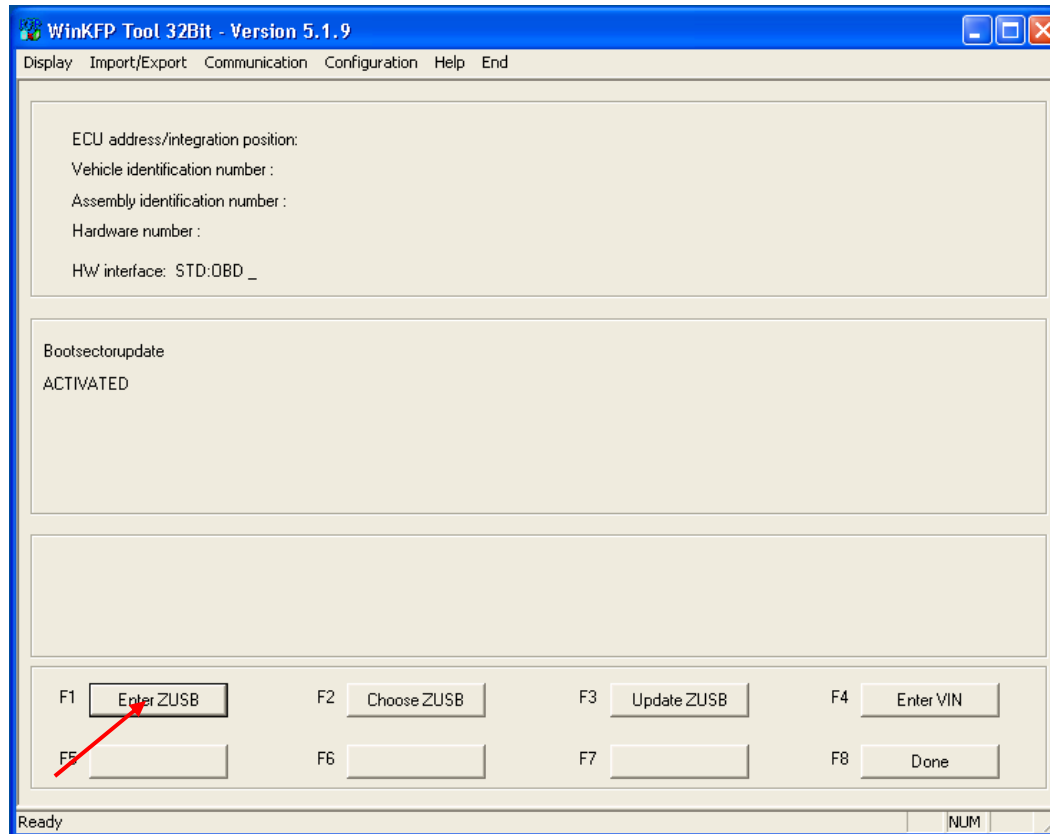 WinKFP Tool 32Bit - Version 5.1.9
Display Import/Export Communication Configuration Help End
ECU address/integration position:
Vehicle identification number :
Assembly identification number :
Hardware number :
HW interface: STD:OBD _
Bootsectorupdate
ACTIVATED
F1 Enter ZUSB F2 Choose ZUSB F3 Update ZUSB F4 Enter VIN
F5 F6 F7 F8 Done
Ready NUM